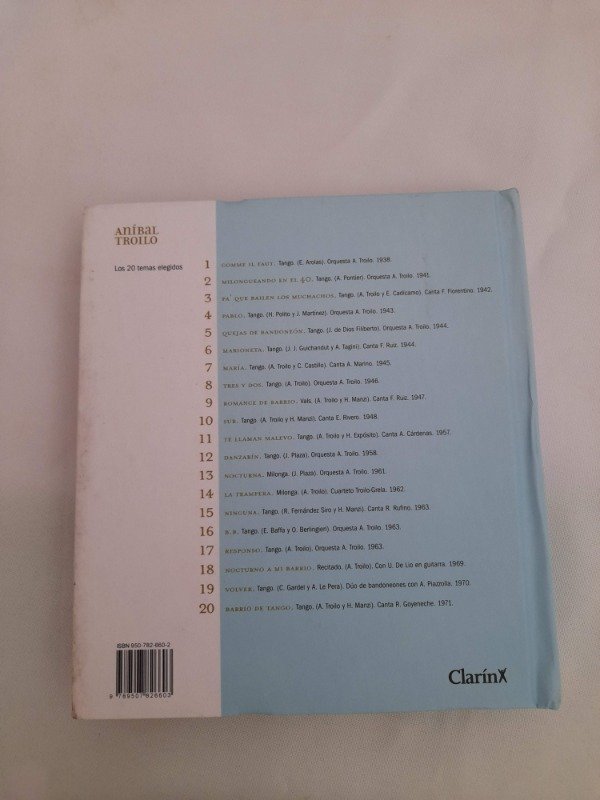 ANÍBAL
TROILO
Los 20 temas elegidos
1 COMME IL FAUT. Tango. (E. Arolas). Orquesta A. Troilo. 1938.
2 MILONGUEANDO EN EL 40. Tango. (A. Pontier). Orquesta A. Troilo. 1941.
3 PA' QUE BAILEN LOS MUCHACHOS. Tango. (A. Troilo y E. Cadícamo). Canta F. Fiorentino. 1942.
4 PABLO. Tango. (H. Polito y J. Martínez). Orquesta A. Troilo. 1943.
5 QUEJAS DE BANDONEÓN. Tango. (J. de Dios Filiberto). Orquesta A. Troilo. 1944.
6 MARIONETA. Tango. (J. J. Guichandut y A. Tagini). Canta F. Ruiz. 1944.
7 MARÍA. Tango. (A. Troilo y C. Castillo). Canta A. Marino. 1945.
8 TRES Y DOS. Tango. (A. Troilo). Orquesta A. Troilo. 1946.
9 ROMANCE DE BARRIO. Vals. (A. Troilo y H. Manzi). Canta F. Ruiz. 1947.
10 SUR. Tango. (A. Troilo y H. Manzi). Canta E. Rivero. 1948.
11 TE LLAMAN MALEVO. Tango. (A. Troilo y H. Expósito). Canta A. Cárdenas. 1957.
12 DANZARÍN. Tango. (J. Plaza). Orquesta A. Troilo. 1958.
13 NOCTURNA. Milonga. (J. Plaza). Orquesta A. Troilo. 1961.
14 LA TRAMPERA. Milonga. (A. Troilo). Cuarteto Troilo-Grela. 1962.
15 NINGUNA. Tango. (R. Fernández Siro y H. Manzi). Canta R. Rufino. 1963.
16 B.B. Tango. (E. Baffa y O. Berlingieri). Orquesta A. Troilo. 1963.
17 RESPONSO. Tango. (A. Troilo). Orquesta A. Troilo. 1963.
18 NOCTURNO A MI BARRIO. Recitado. (A. Troilo). Con U. De Lío en guitarra. 1969.
19 VOLVER. Tango. (C. Gardel y A. Le Pera). Dúo de bandoneones con A. Piazzolla. 1970.
20 BARRIO DE TANGO. Tango. (A. Troilo y H. Manzi). Canta R. Goyeneche. 1971.
ISBN 950-782-660-2
9 789507 826603
Clarín